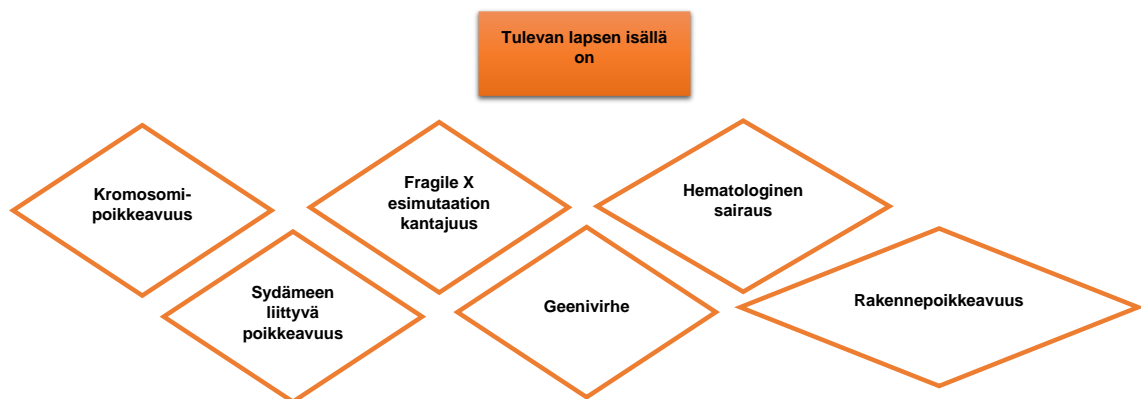 Tulevan lapsen isällä
on
Kromosomi-
poikkeavuus
Fragile X
esimutaation
kantajuus
Hematologinen
sairaus
Sydämeen
liittyvä
poikkeavuus
Geenivirhe
Rakennepoikkeavuus